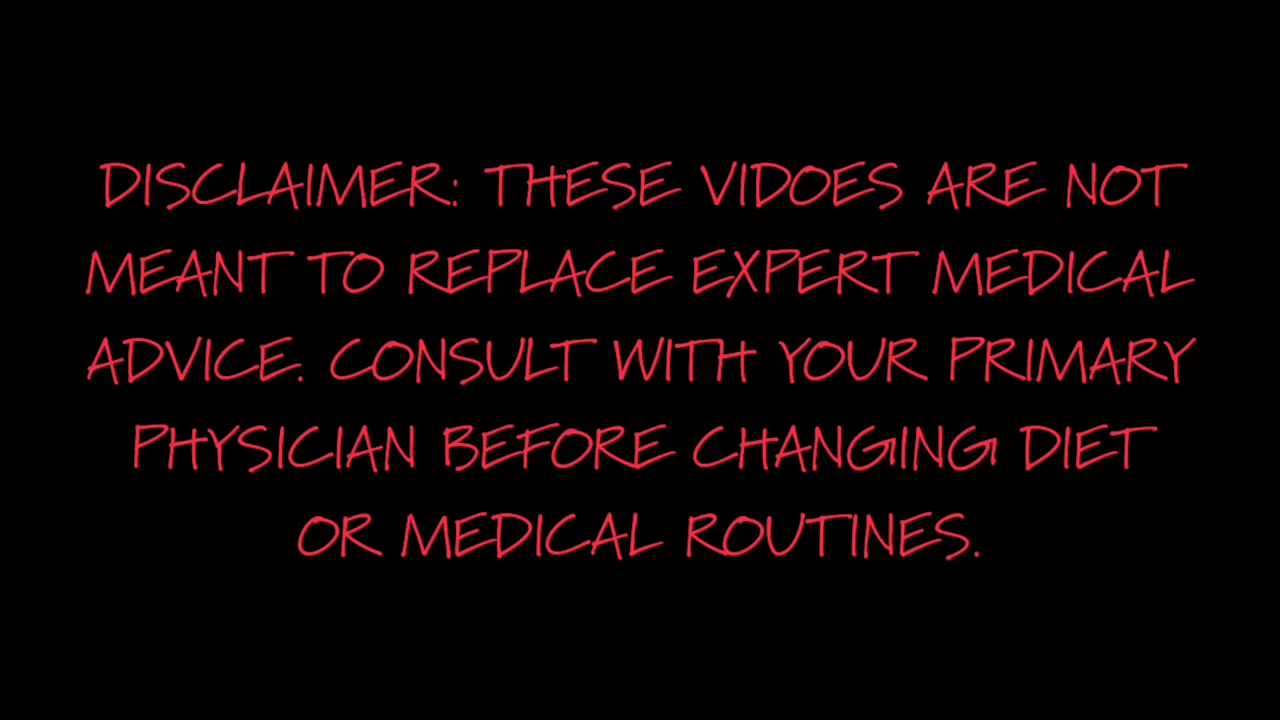 DISCLAIMER: THESE VIDOES ARE NOT
MEANT TO REPLACE EXPERT MEDICAL
ADVICE. CONSULT WITH YOUR PRIMARY
PHYSICIAN BEFORE CHANGING DIET
OR MEDICAL ROUTINES.